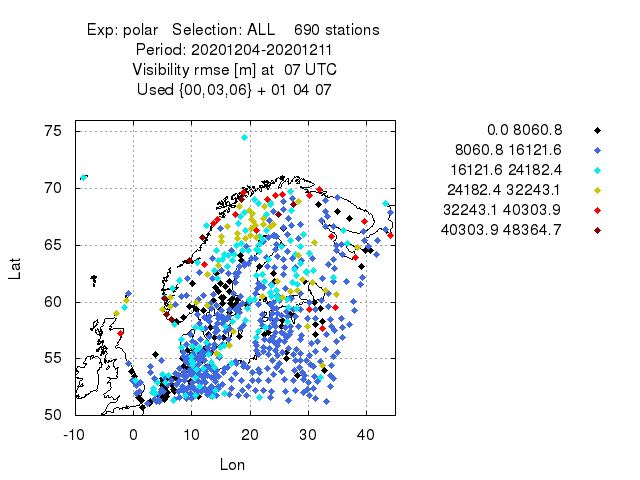 Exp: polar Selection: ALL 690 stations
Period: 20201204-20201211
Visibility rmse [m] at 07 UTC
Used {00,03,06} + 01 04 07
0.0 8060.8
8060.8 16121.6
16121.6 24182.4
24182.4 32243.1
32243.1 40303.9
40303.9 48364.7
75
70
65
60
55
50
Lat
-10 0 10 20 30 40
Lon